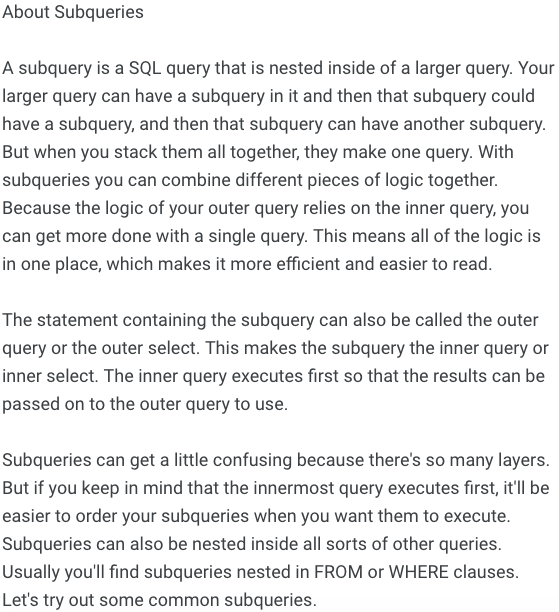 About Subqueries
A subquery is a SQL query that is nested inside of a larger query. Your
larger query can have a subquery in it and then that subquery could
have a subquery, and then that subquery can have another subquery.
But when you stack them all together, they make one query. With
subqueries you can combine different pieces of logic together.
Because the logic of your outer query relies on the inner query, you
can get more done with a single query. This means all of the logic is
in one place, which makes it more efficient and easier to read.
The statement containing the subquery can also be called the outer
query or the outer select. This makes the subquery the inner query or
inner select. The inner query executes first so that the results can be
passed on to the outer query to use.
Subqueries can get a little confusing because there's so many layers.
But if you keep in mind that the innermost query executes first, it'll be
easier to order your subqueries when you want them to execute.
Subqueries can also be nested inside all sorts of other queries.
Usually you'll find subqueries nested in FROM or WHERE clauses.
Let's try out some common subqueries.